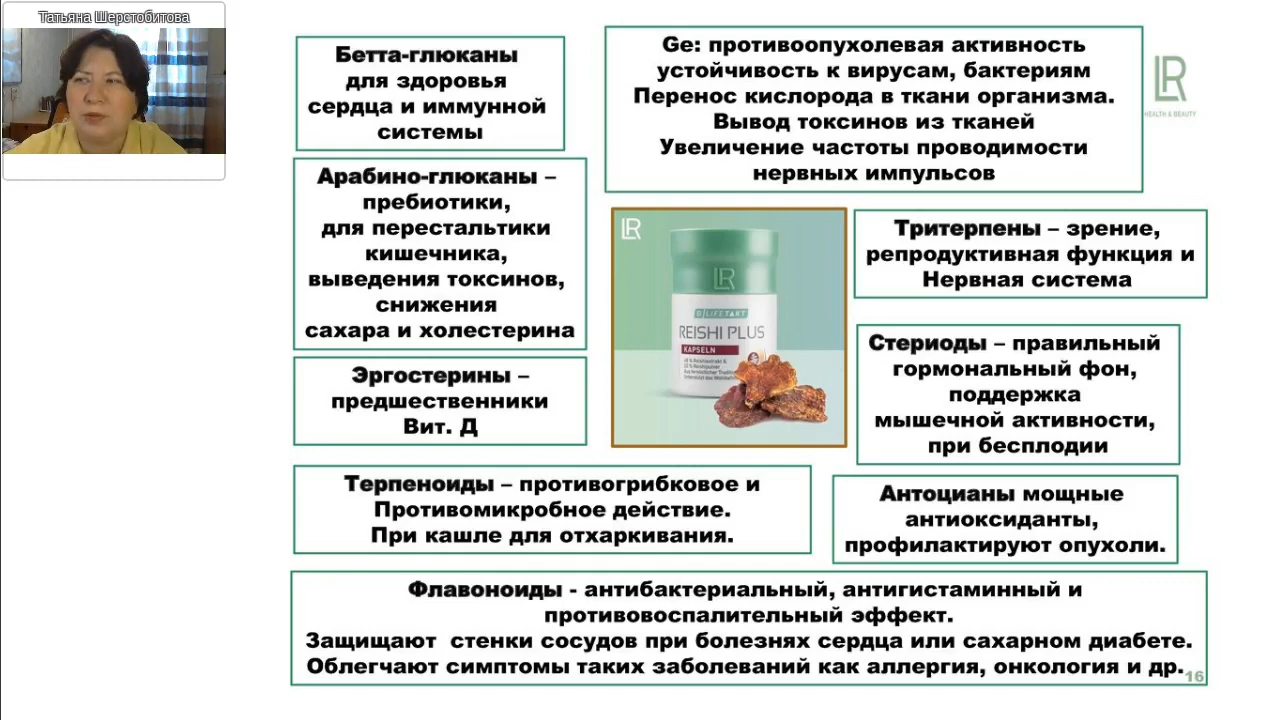 Татьяна Шерстобитова
Бетта-глюканы
для здоровья
сердца и иммунной
системы
Ge: противоопухолевая активность
устойчивость к вирусам, бактериям
Перенос кислорода в ткани организма.
Вывод токсинов из тканей
Увеличение частоты проводимости
нервных импульсов
LR
HEALTH & BEAUTY
Арабино-глюканы –
пребиотики,
для перестальтики
кишечника,
выведения токсинов,
снижения
сахара и холестерина
LR
LR
LIFETAKT
REISHI PLUS
KAPSELN
Тритерпены – зрение,
репродуктивная функция и
Нервная система
Стериоды – правильный
гормональный фон,
поддержка
мышечной активности,
при бесплодии
Эргостерины –
предшественники
Вит. Д
Терпеноиды – противогрибковое и
Противомикробное действие.
При кашле для отхаркивания.
Антоцианы мощные
антиоксиданты,
профилактируют опухоли.
Флавоноиды - антибактериальный, антигистаминный и
противовоспалительный эффект.
Защищают стенки сосудов при болезнях сердца или сахарном диабете.
Облегчают симптомы таких заболеваний как аллергия, онкология и др.
16